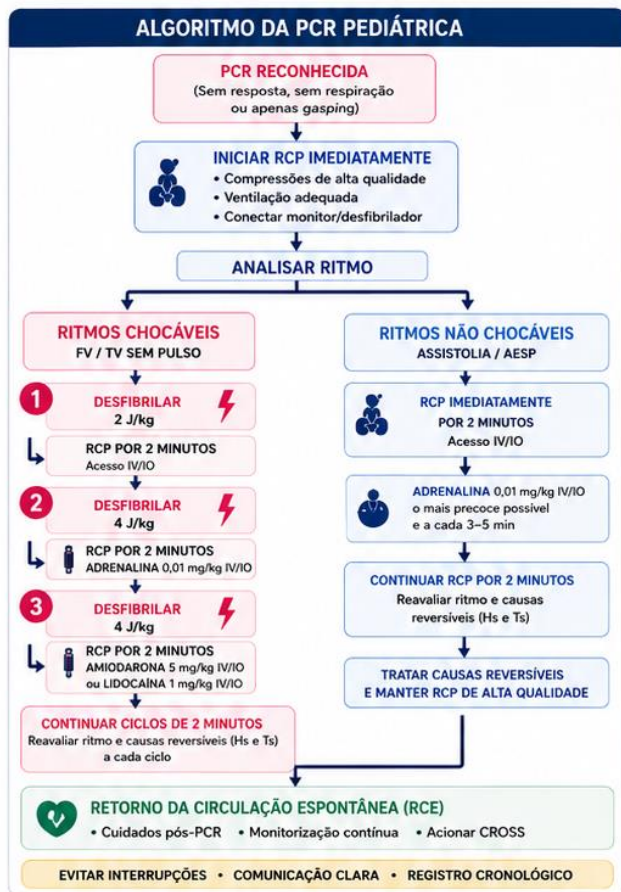 ALGORITMO DA PCR PEDIÁTRICA
PCR RECONHECIDA
(Sem resposta, sem respiração
ou apenas gasping)
INICIAR RCP IMEDIATAMENTE
• Compressões de alta qualidade
• Ventilação adequada
• Conectar monitor/desfibrilador
ANALISAR RITMO
RITMOS CHOCÁVEIS
FV / TV SEM PULSO
1
DESFIBRILAR
2 J/kg
RCP POR 2 MINUTOS
Acesso IV/IO
2
DESFIBRILAR
4 J/kg
RCP POR 2 MINUTOS
ADRENALINA 0,01 mg/kg IV/IO
3
DESFIBRILAR
4 J/kg
RCP POR 2 MINUTOS
AMIODARONA 5 mg/kg IV/IO
ou LIDOCAÍNA 1 mg/kg IV/IO
CONTINUAR CICLOS DE 2 MINUTOS
Reavaliar ritmo e causas reversíveis (Hs e Ts)
a cada ciclo
RITMOS NÃO CHOCÁVEIS
ASSISTOLIA / AESP
RCP IMEDIATAMENTE
POR 2 MINUTOS
Acesso IV/IO
ADRENALINA 0,01 mg/kg IV/IO
o mais precoce possível
e a cada 3–5 min
CONTINUAR RCP POR 2 MINUTOS
Reavaliar ritmo e causas
reversíveis (Hs e Ts)
TRATAR CAUSAS REVERSÍVEIS
E MANTER RCP DE ALTA QUALIDADE
RETORNO DA CIRCULAÇÃO ESPONTÂNEA (RCE)
• Cuidados pós-PCR • Monitorização contínua • Acionar CROSS
EVITAR INTERRUPÇÕES • COMUNICAÇÃO CLARA • REGISTRO CRONOLÓGICO